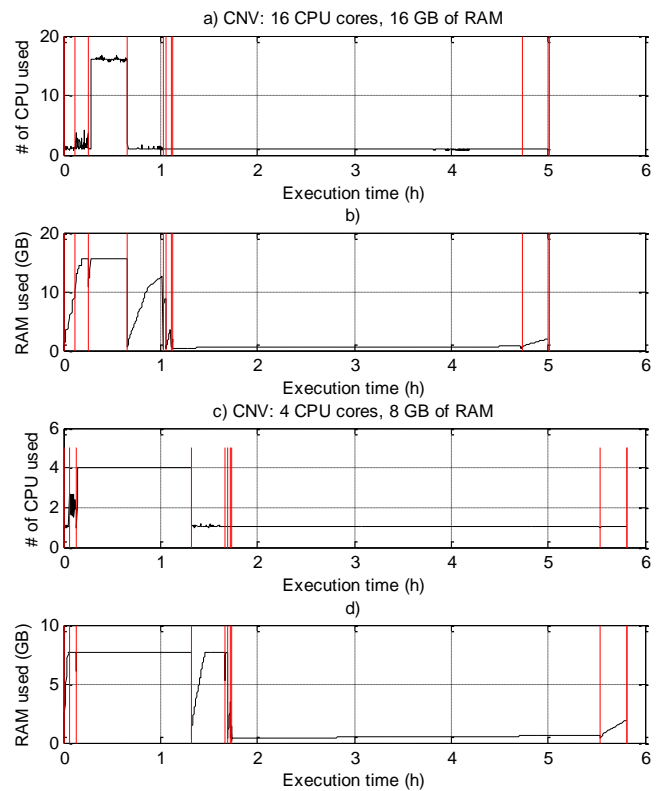 a) CNV: 16 CPU cores, 16 GB of RAM
20
10
0
# of CPU used
0 1 2 3 4 5 6
Execution time (h)
b)
20
10
0
RAM used (GB)
0 1 2 3 4 5 6
Execution time (h)
c) CNV: 4 CPU cores, 8 GB of RAM
6
4
2
0
# of CPU used
0 1 2 3 4 5 6
Execution time (h)
d)
10
5
0
RAM used (GB)
0 1 2 3 4 5 6
Execution time (h)